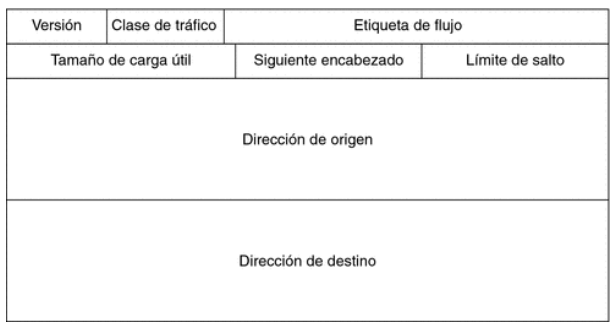 Versión Clase de tráfico Etiqueta de flujo
Tamaño de carga útil Siguiente encabezado Límite de salto
Dirección de origen
Dirección de destino